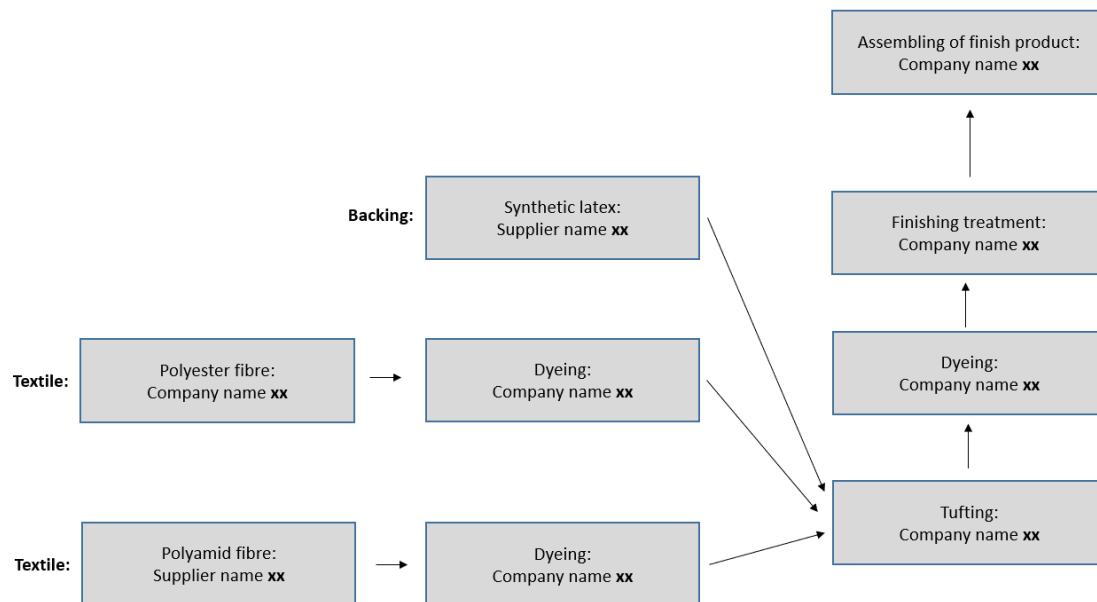 Assembling of finish product:
Company name xx
Backing:
Synthetic latex:
Supplier name xx
Finishing treatment:
Company name xx
Textile:
Polyester fibre:
Company name xx
Dyeing:
Company name xx
Dyeing:
Company name xx
Textile:
Polyamid fibre:
Supplier name xx
Dyeing:
Company name xx
Tufting:
Company name xx